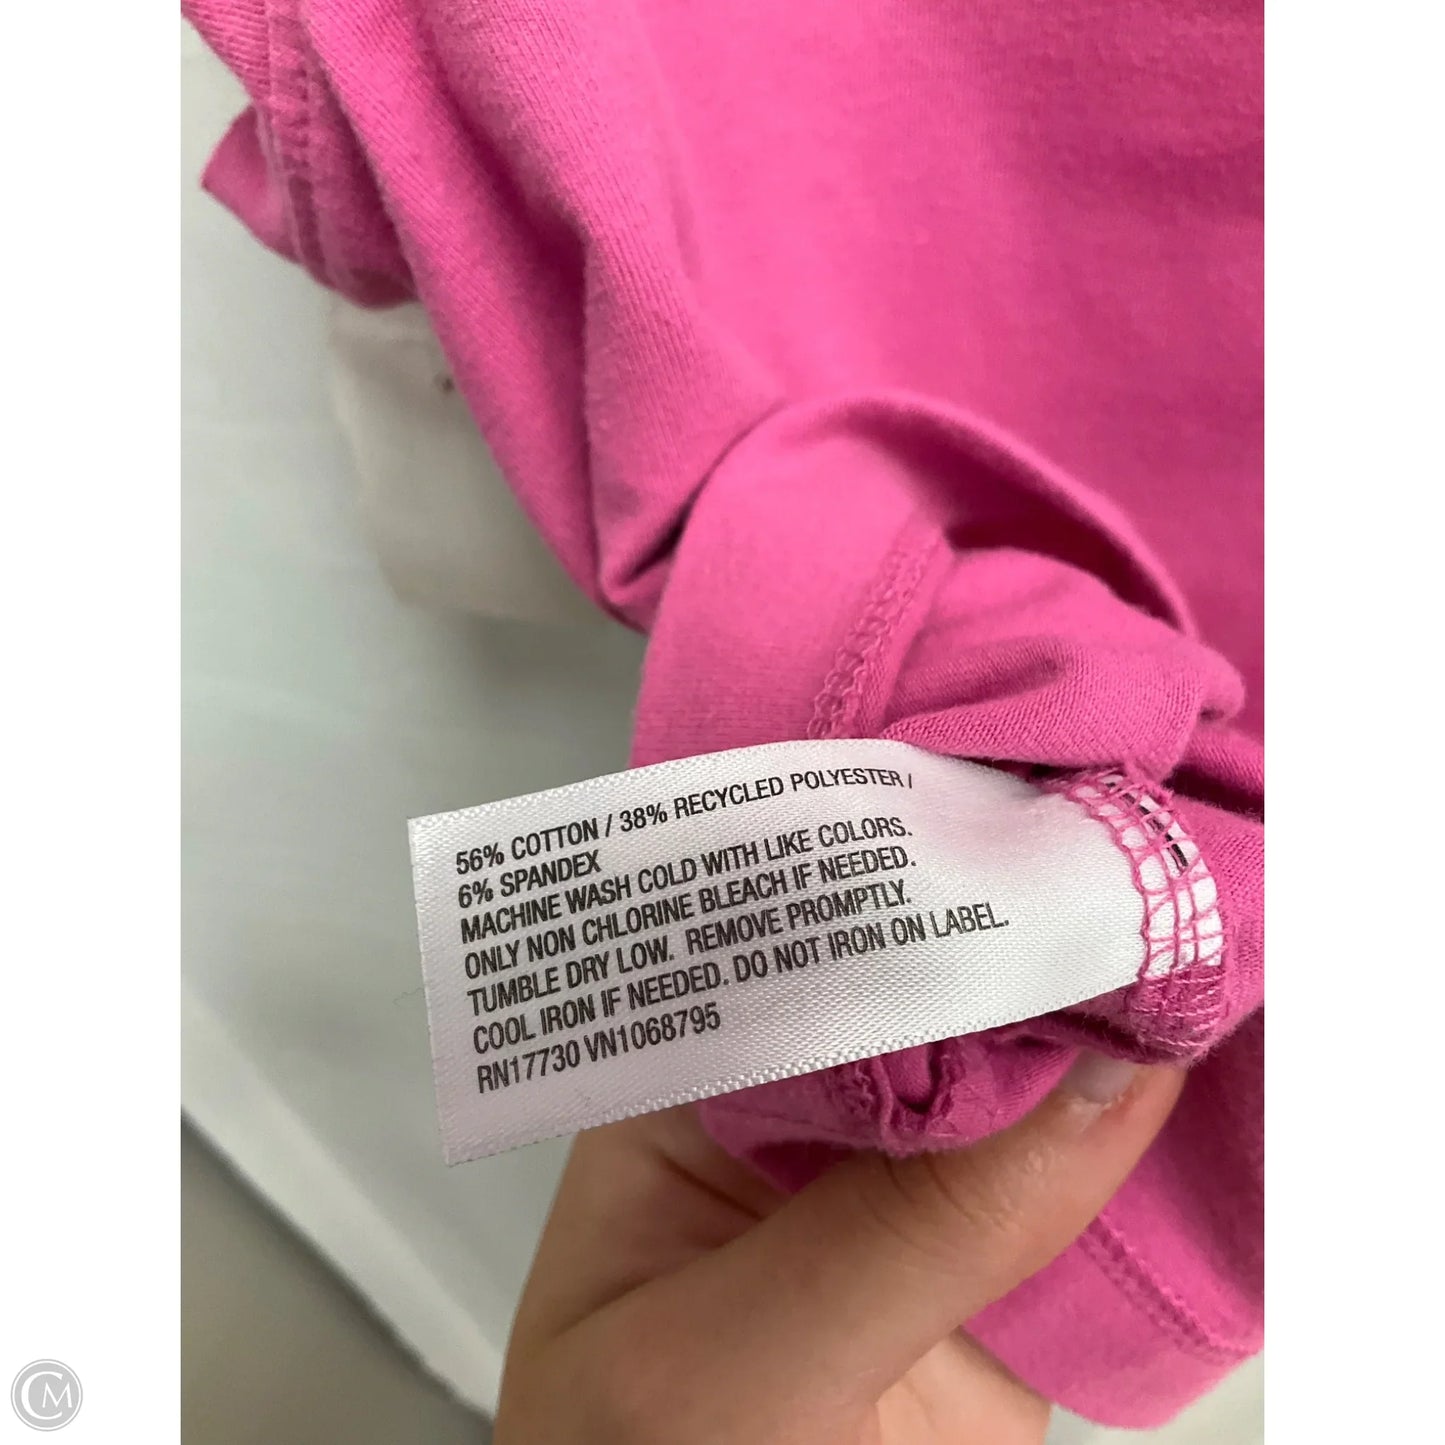 56% COTTON / 38% RECYCLED POLYESTER /
6% SPANDEX
MACHINE WASH COLD WITH LIKE COLORS.
ONLY NON CHLORINE BLEACH IF NEEDED.
TUMBLE DRY LOW. REMOVE PROMPTLY.
COOL IRON IF NEEDED. DO NOT IRON ON LABEL.
RN17730 VN1068795
CM